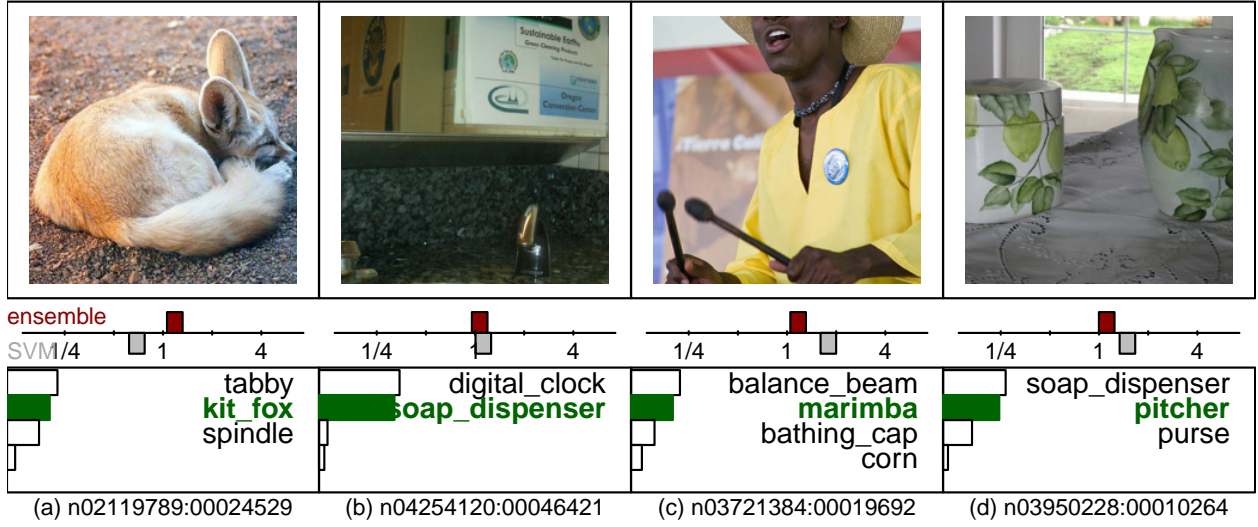 Sustainable Earth
Green Cleaning Products
Oregon
Convention Center
Tierra Cal
ensemble
SVM 1/4 1 4
1/4 1 4
1/4 1 4
1/4 1 4
tabby
kit_fox
spindle
digital_clock
soap_dispenser
balance_beam
marimba
bathing_cap
corn
soap_dispenser
pitcher
purse
(a) n02119789:00024529
(b) n04254120:00046421
(c) n03721384:00019692
(d) n03950228:00010264